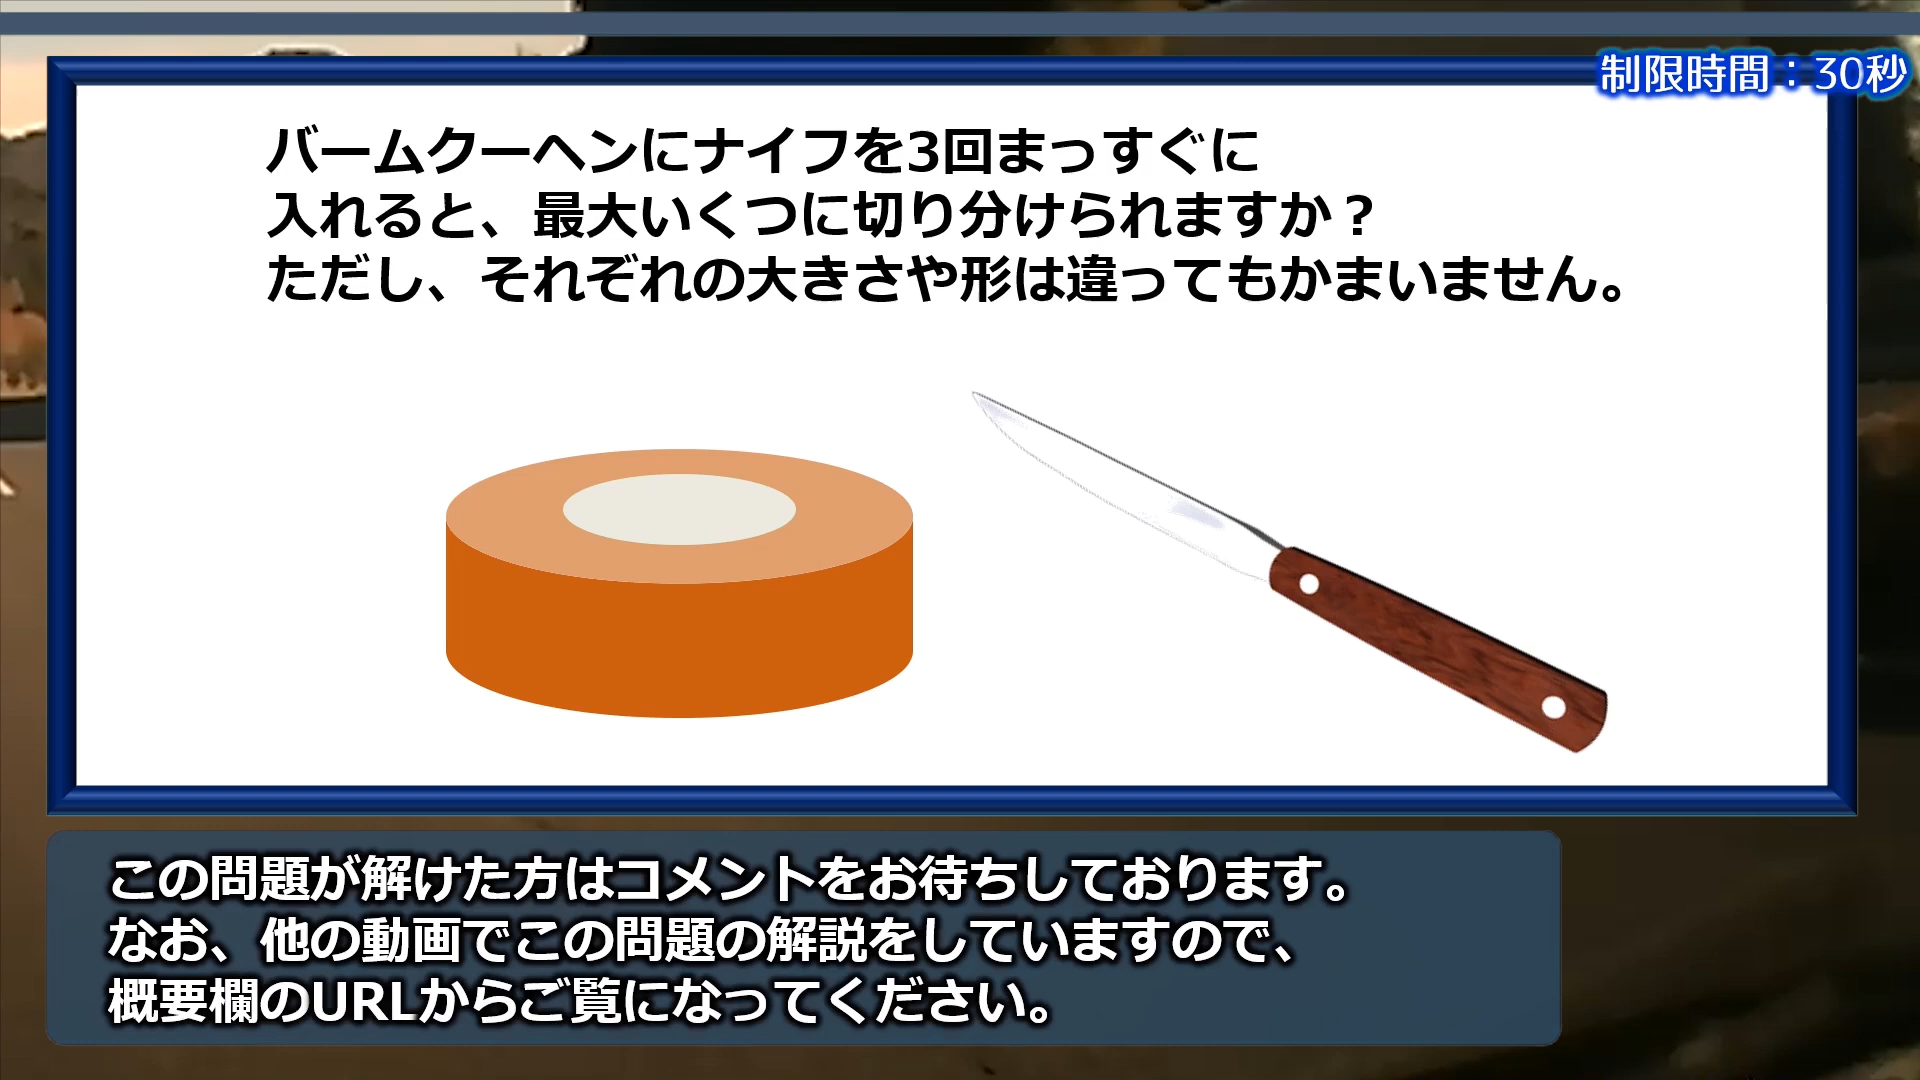 制限時間：30秒
バームクーヘンにナイフを3回まっすぐに
入れると、最大いくつに切り分けられますか？
ただし、それぞれの大きさや形は違ってもかまいません。
この問題が解けた方はコメントをお待ちしております。
なお、他の動画でこの問題の解説をしていますので、
概要欄のURLからご覧になってください。